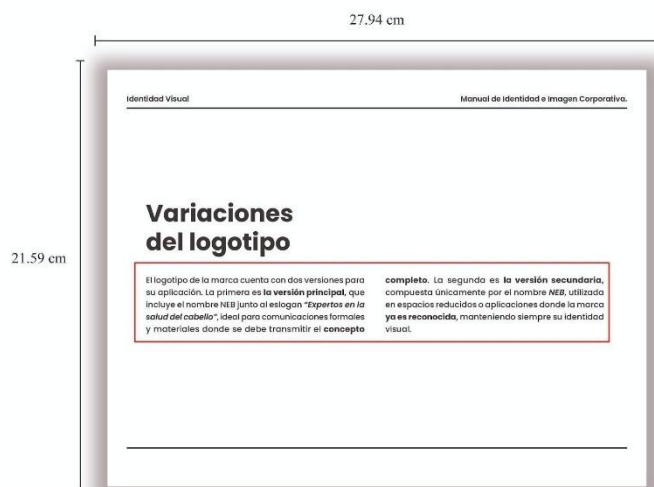 27.94 cm
21.59 cm
Identidad Visual
Manual de Identidad e Imagen Corporativa.
Variaciones
del logotipo
El logotipo de la marca cuenta con dos versiones para
su aplicación. La primera es la versión principal, que
incluye el nombre NEB junto al eslogan "Expertos en la
salud del cabello", ideal para comunicaciones formales
y materiales donde se debe transmitir el concepto
completo. La segunda es la versión secundaria,
compuesta únicamente por el nombre NEB, utilizada
en espacios reducidos o aplicaciones donde la marca
ya es reconocida, manteniendo siempre su identidad
visual.